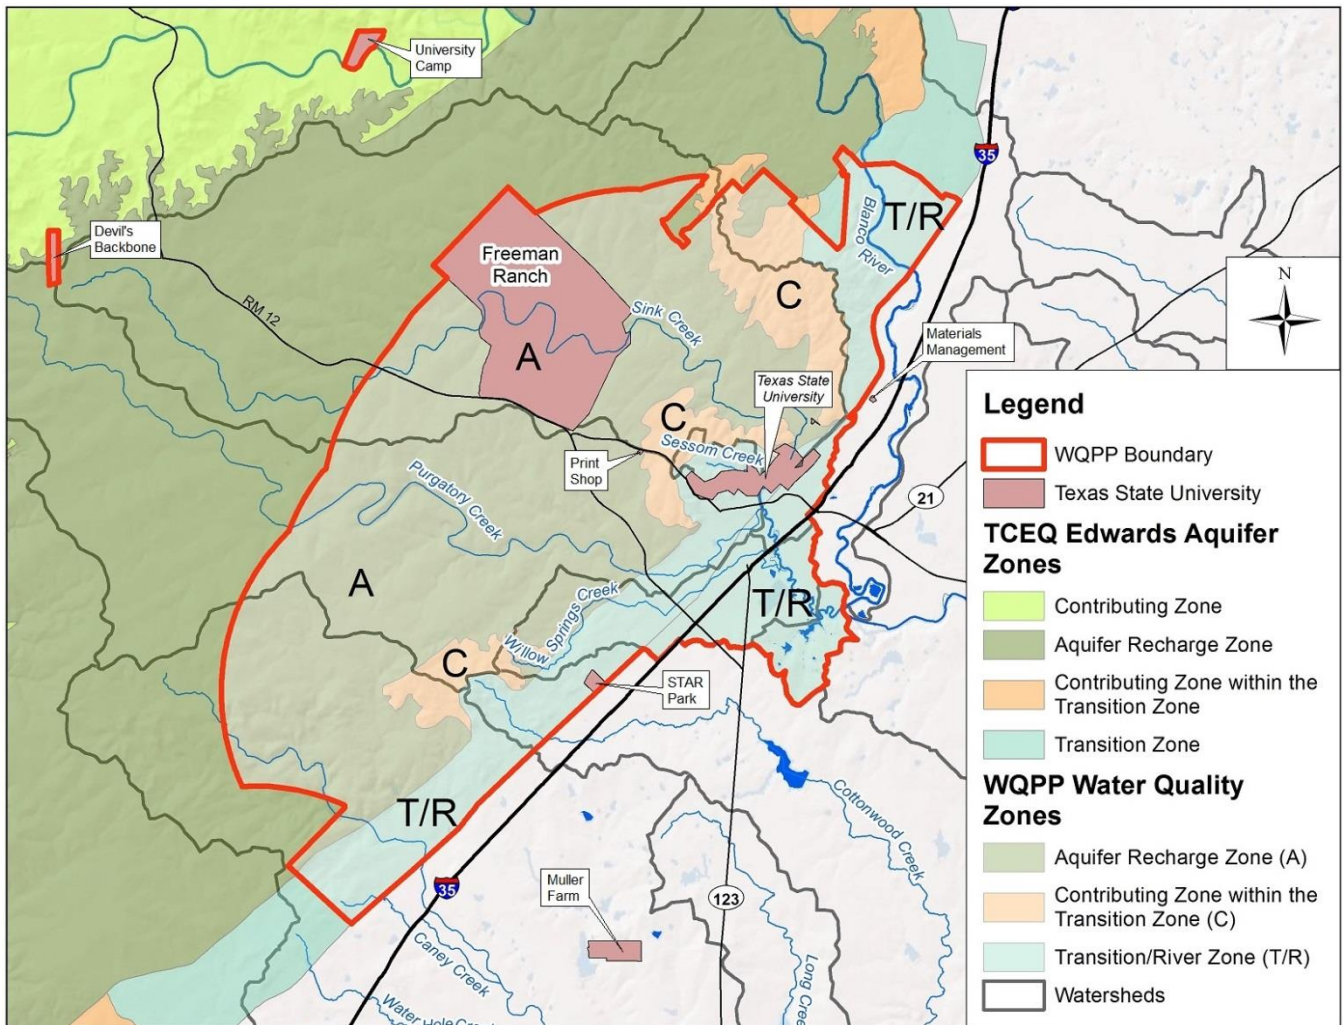 University
Camp
35
T/R
Blanco
River
Devil's
Backbone
Freeman
Ranch
N
RM 12
C
Sink Creek
A
Materials
Management
Texas State
University
C
Sessom Creek
Print
Shop
Purgatory Creek
21
A
T/R
Willow Springs Creek
C
STAR
Park
T/R
Cottonwood Creek
35
Muller
Farm
123
Caney Creek
Long
Water Hole
Legend
WQPP Boundary
Texas State University
TCEQ Edwards Aquifer
Zones
Contributing Zone
Aquifer Recharge Zone
Contributing Zone within the
Transition Zone
Transition Zone
WQPP Water Quality
Zones
Aquifer Recharge Zone (A)
Contributing Zone within the
Transition Zone (C)
Transition/River Zone (T/R)
Watersheds